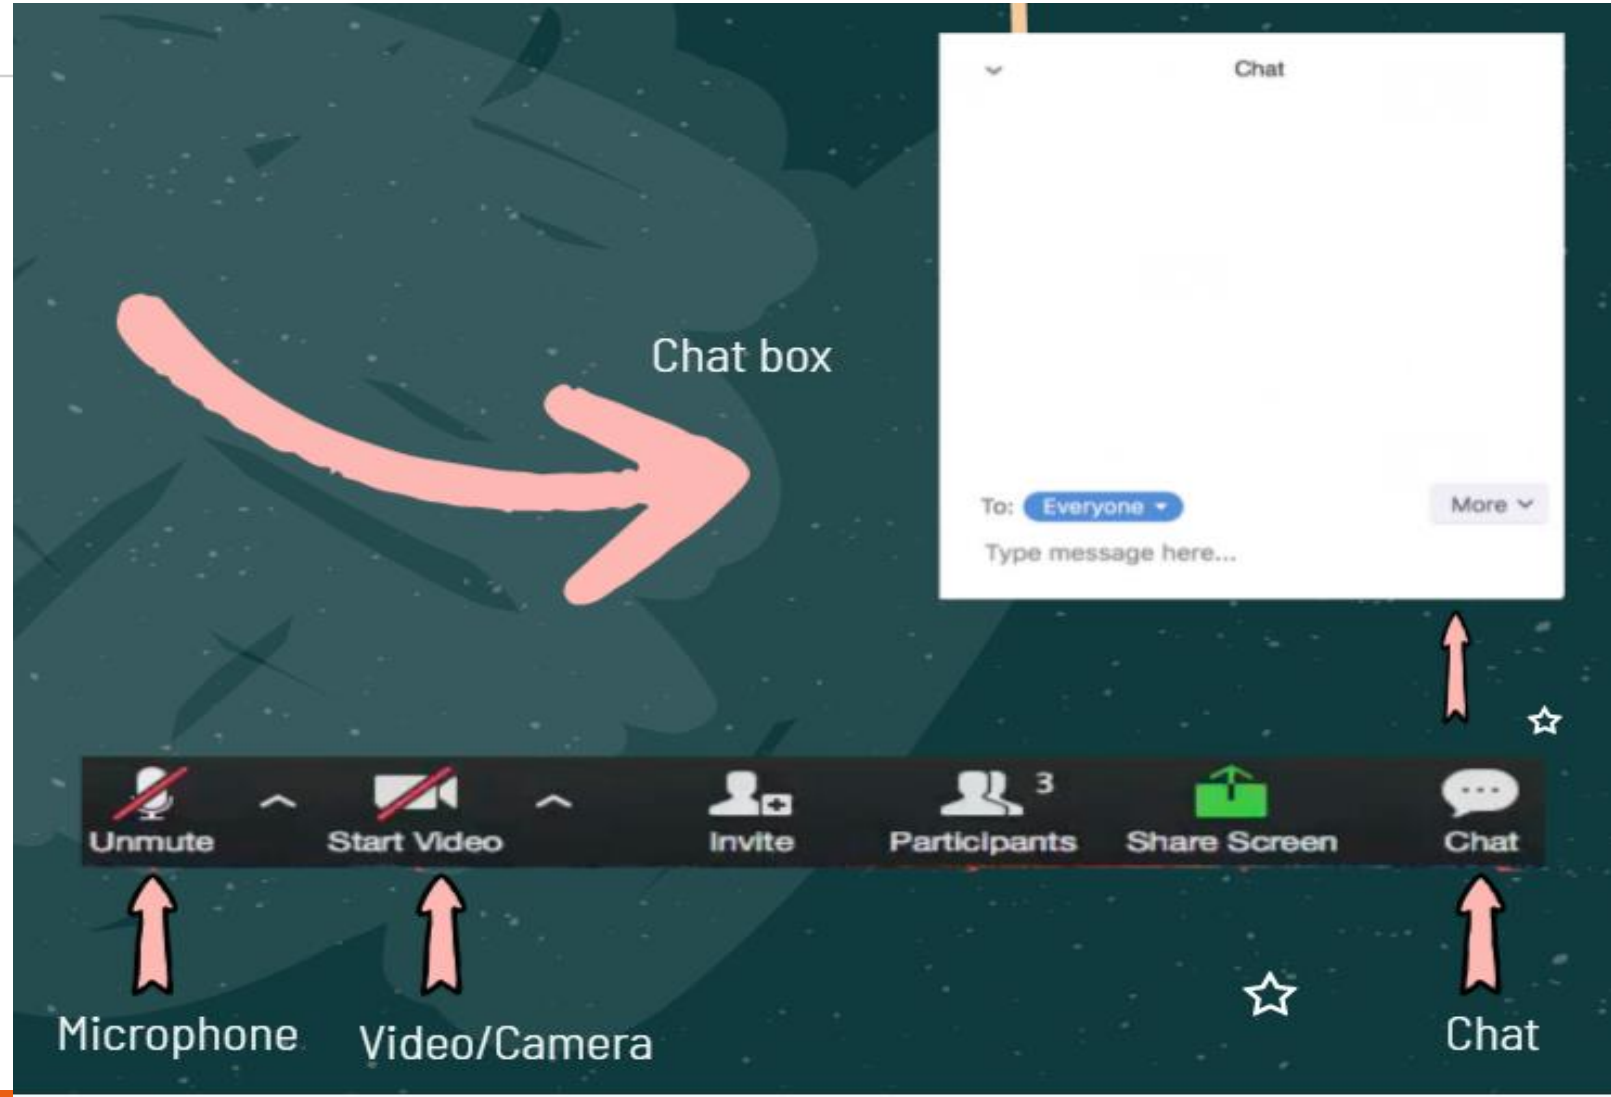 Chat
Chat box
To: Everyone
More
Type message here...
3
Unmute
Start Video
Invite
Participants
Share Screen
Chat
Microphone
Video/Camera
Chat